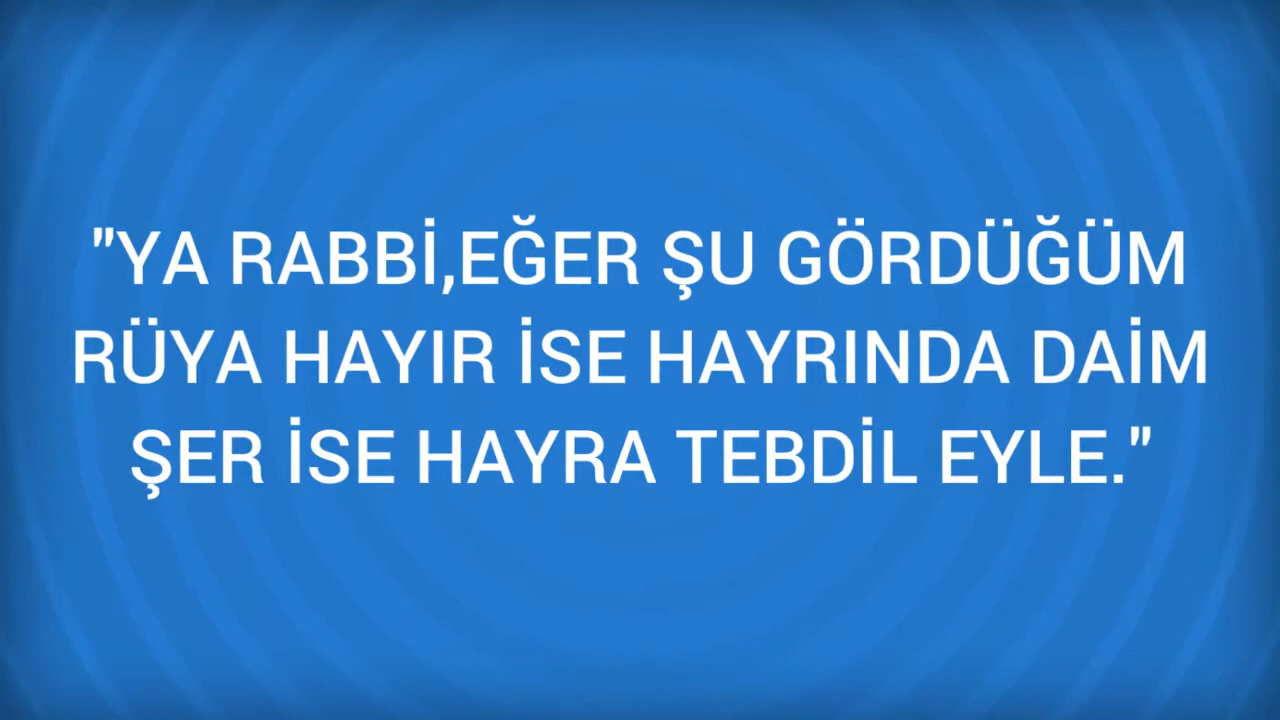 "YA RABBİ,EĞER ŞU GÖRDÜĞÜM
RÜYA HAYIR İSE HAYRINDA DAİM
ŞER İSE HAYRA TEBDİL EYLE."